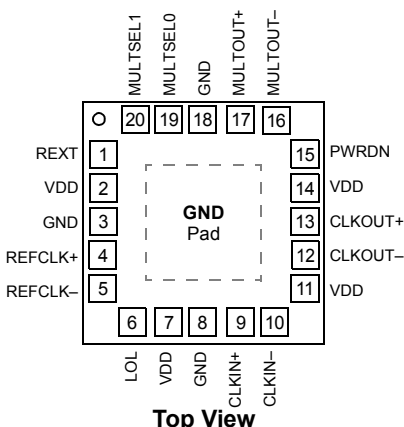 MULTSEL1
MULTSEL0
GND
MULTOUT+
MULTOUT–
20 19 18 17 16
REXT 1
VDD 2
GND 3
REFCLK+ 4
REFCLK– 5
GND
Pad
15 PWRDN
14 VDD
13 CLKOUT+
12 CLKOUT–
11 VDD
6 7 8 9 10
LOL
VDD
GND
CLKIN+
CLKIN–
Top View